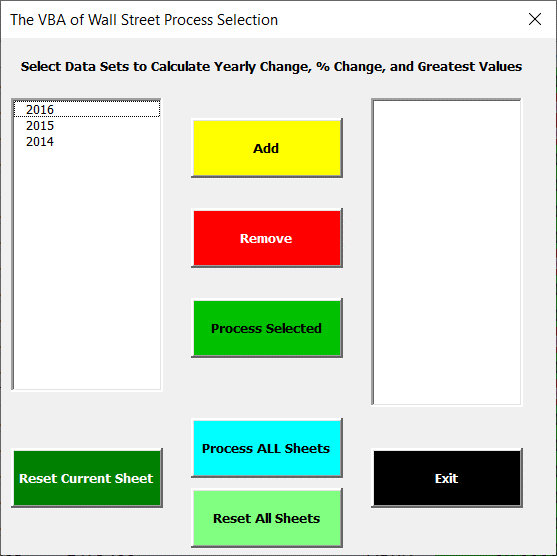 The VBA of Wall Street Process Selection
Select Data Sets to Calculate Yearly Change, % Change, and Greatest Values
2016
2015
2014
Add
Remove
Process Selected
Process ALL Sheets
Reset Current Sheet
Exit
Reset All Sheets